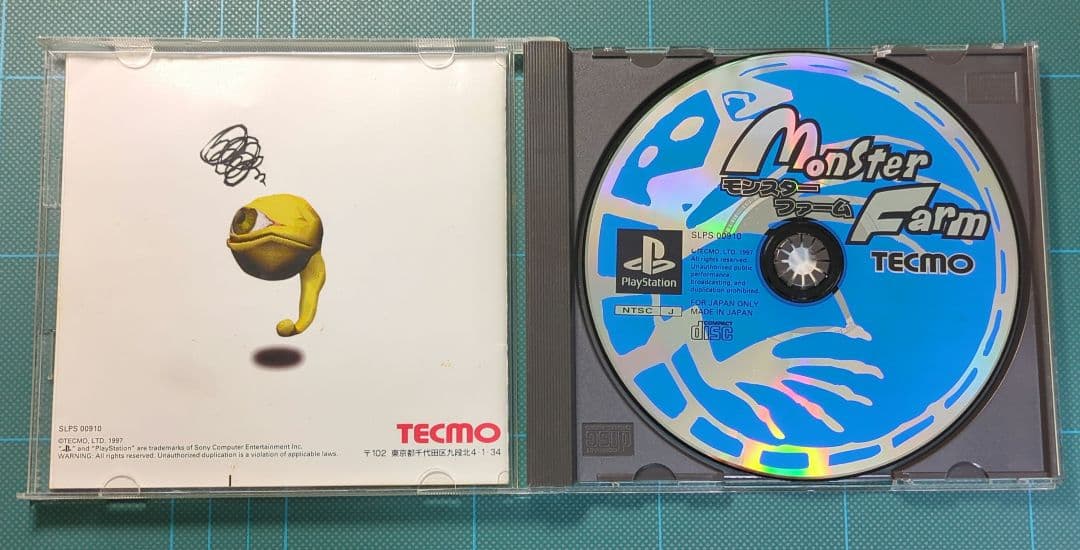 SLPS 00910
©TECMO, LTD. 1997
"PS" and "PlayStation" are trademarks of Sony Computer Entertainment Inc.
WARNING: All rights reserved. Unauthorized duplication is a violation of applicable laws.
TECMO
〒102 東京都千代田区九段北4-1-34
Monster
モンスター
ファーム
Farm
TECMO
SLPS 00910
PlayStation
NTSC J
©TECMO, LTD. 1997
All rights reserved.
Unauthorised public
performance,
broadcasting, and
duplication prohibited.
FOR JAPAN ONLY
MADE IN JAPAN
COMPACT
disc